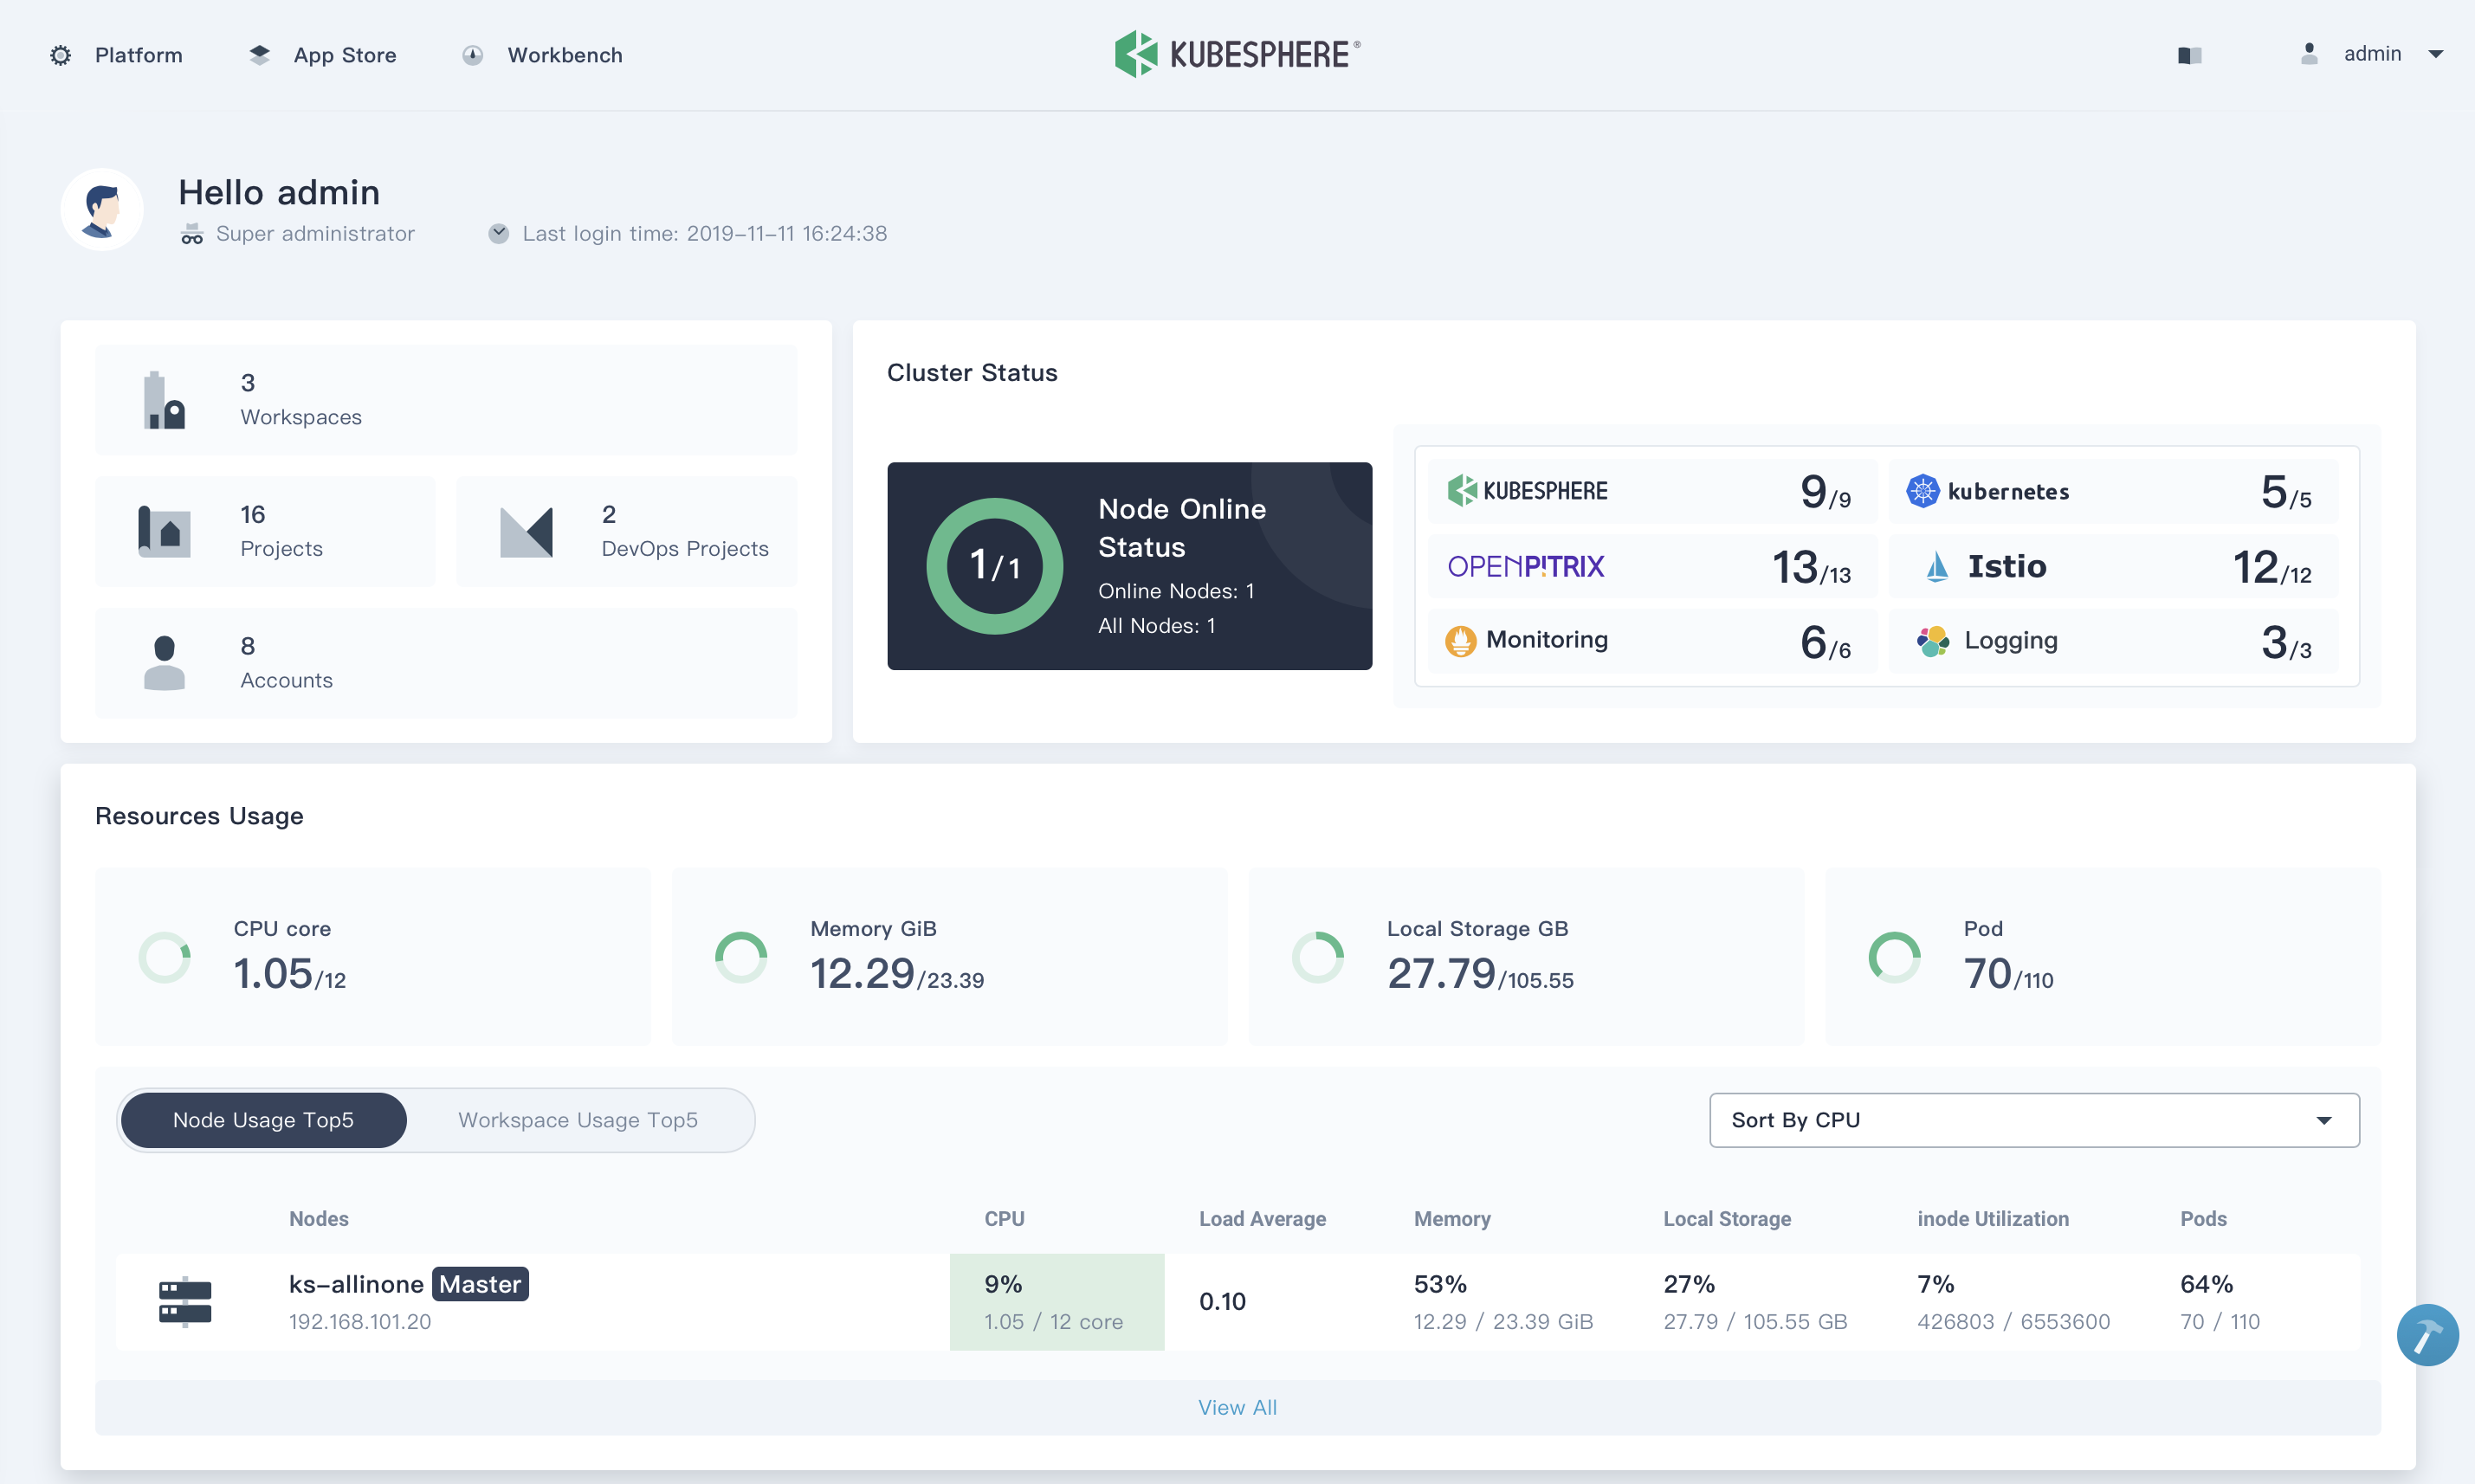 Platform
App Store
Workbench
KUBESPHERE®
admin
Hello admin
Super administrator
Last login time: 2019-11-11 16:24:38
3
Workspaces
16
Projects
2
DevOps Projects
8
Accounts
Cluster Status
1/1
Node Online
Status
Online Nodes: 1
All Nodes: 1
KUBESPHERE 9/9
kubernetes 5/5
OPENPITRIX 13/13
Istio 12/12
Monitoring 6/6
Logging 3/3
Resources Usage
CPU core
1.05/12
Memory GiB
12.29/23.39
Local Storage GB
27.79/105.55
Pod
70/110
Node Usage Top5
Workspace Usage Top5
Sort By CPU
Nodes CPU Load Average Memory Local Storage inode Utilization Pods
ks-allinone Master 9% 0.10 53% 27% 7% 64%
192.168.101.20 1.05 / 12 core 12.29 / 23.39 GiB 27.79 / 105.55 GB 426803 / 6553600 70 / 110
View All